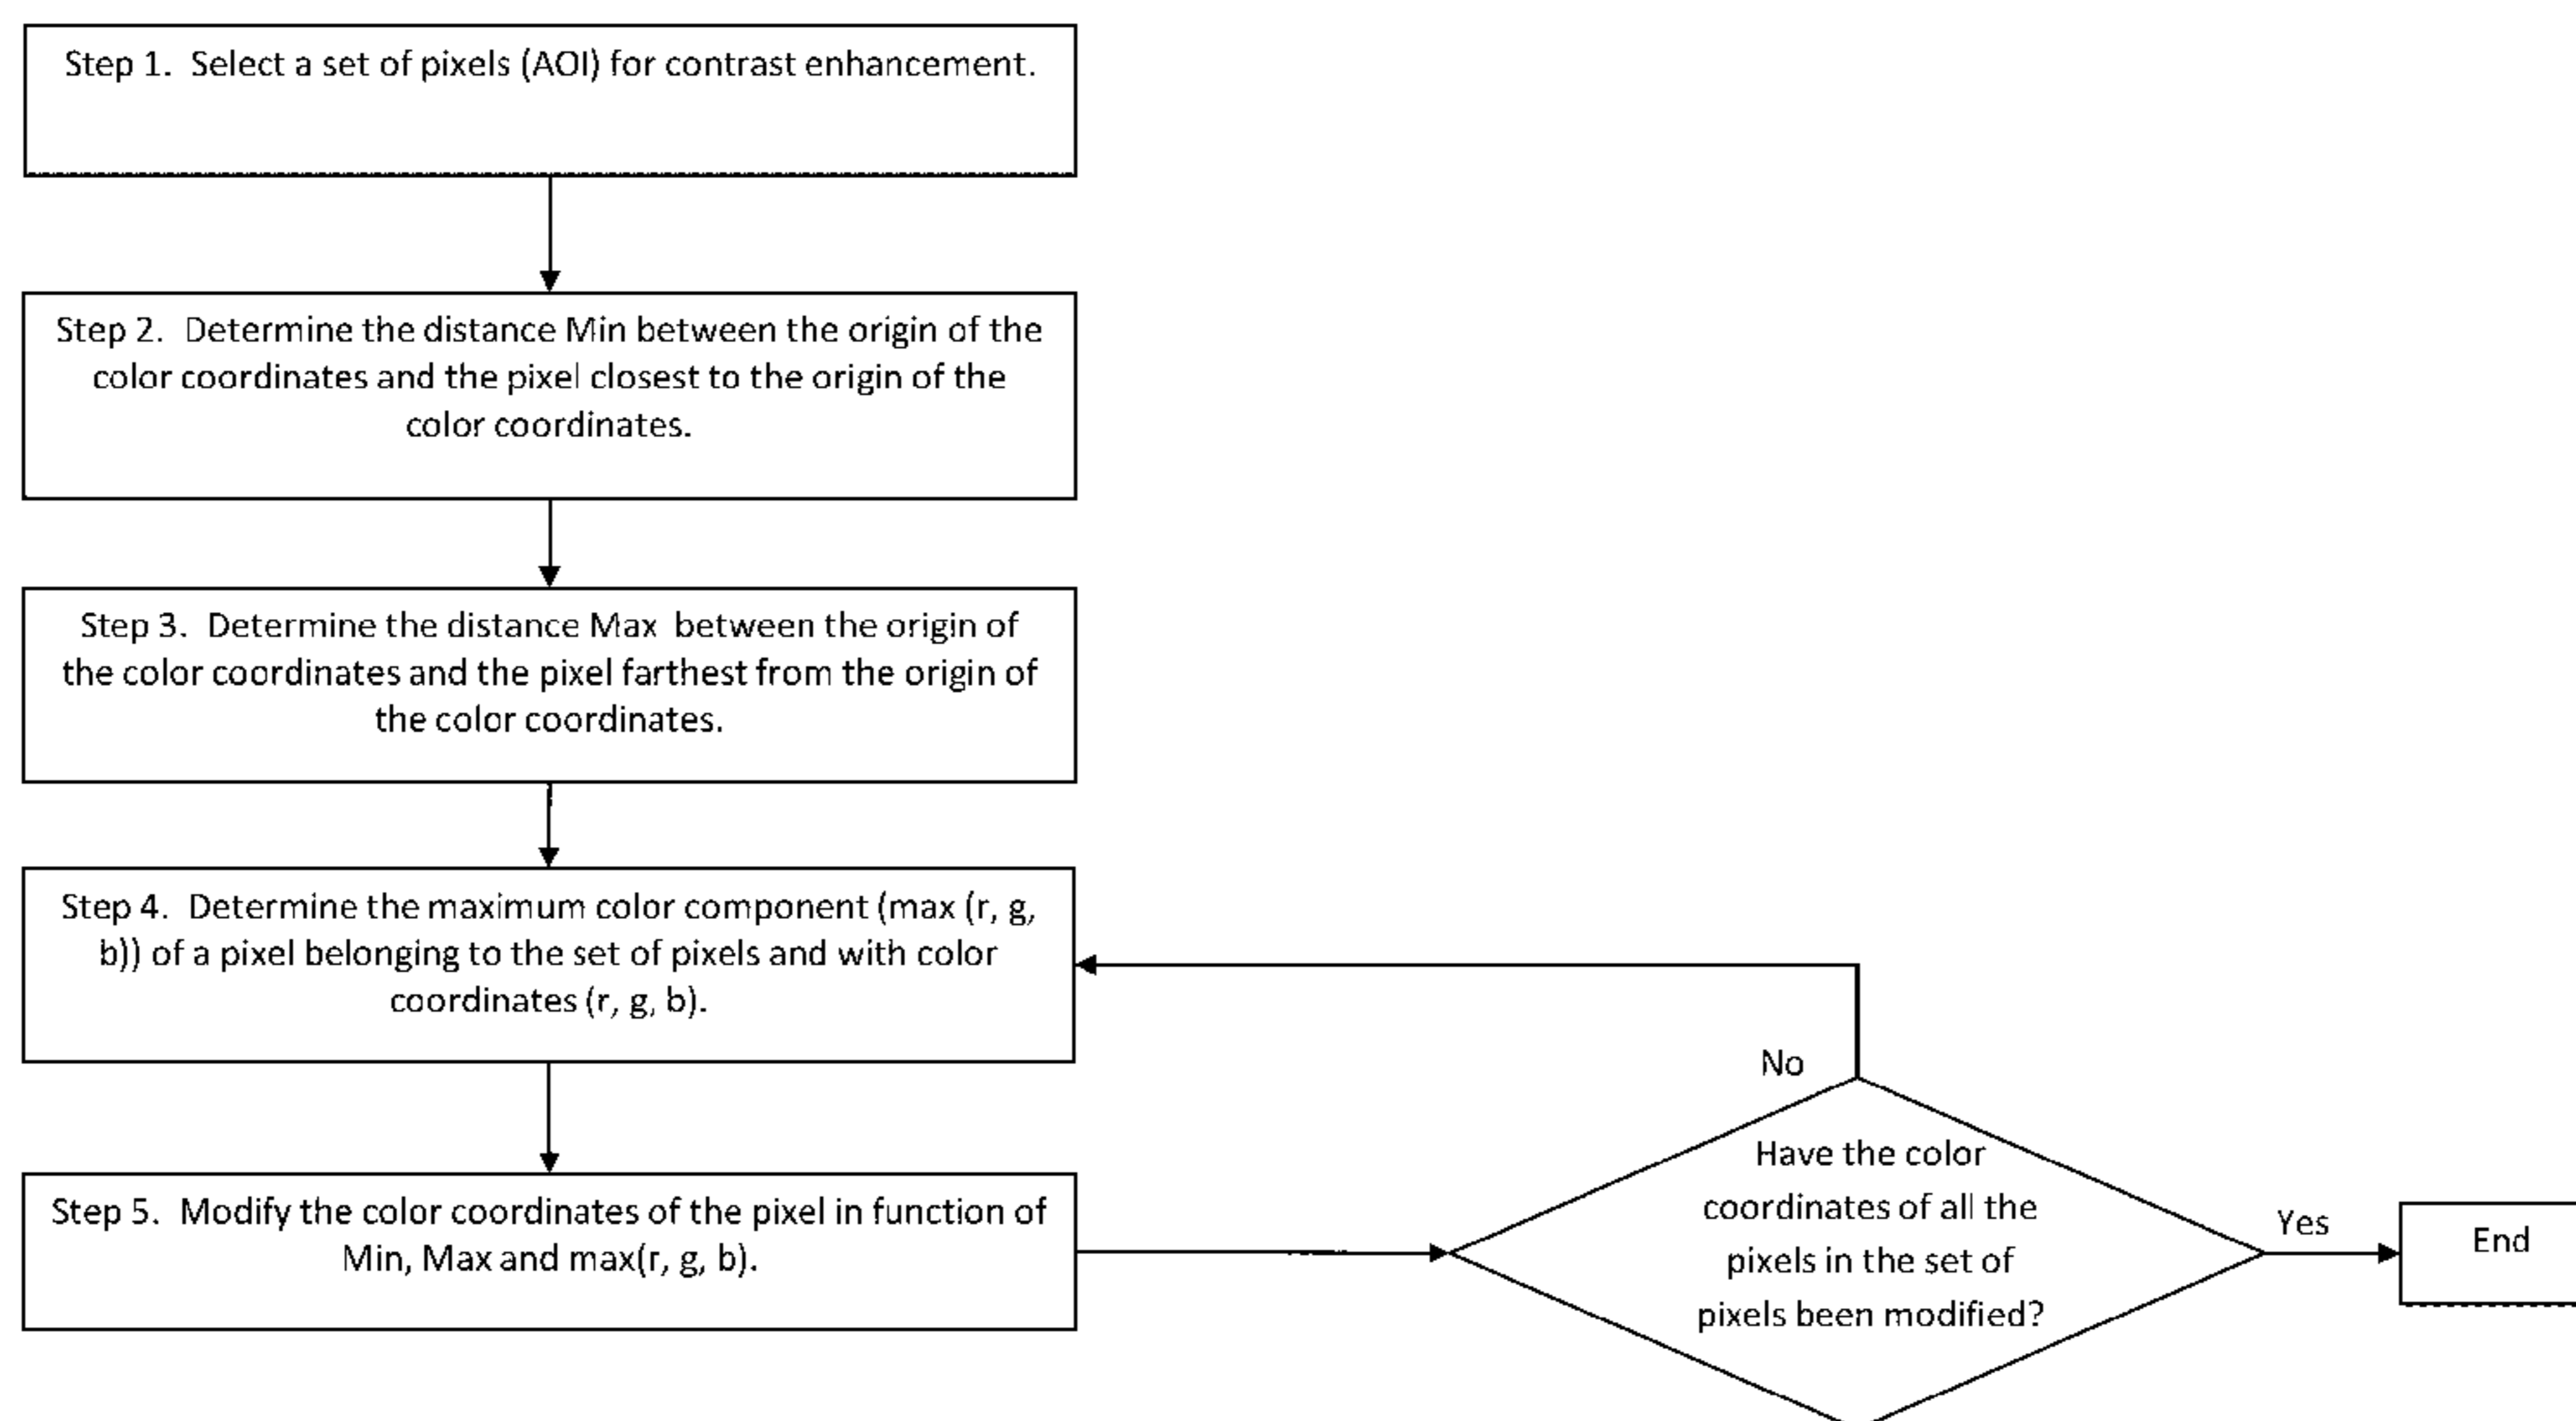 Step 1. Select a set of pixels (AOI) for contrast enhancement.
Step 2. Determine the distance Min between the origin of the
color coordinates and the pixel closest to the origin of the
color coordinates.
Step 3. Determine the distance Max between the origin of
the color coordinates and the pixel farthest from the origin of
the color coordinates.
Step 4. Determine the maximum color component (max (r, g,
b)) of a pixel belonging to the set of pixels and with color
coordinates (r, g, b).
Step 5. Modify the color coordinates of the pixel in function of
Min, Max and max(r, g, b).
No
Have the color
coordinates of all the
pixels in the set of
pixels been modified?
Yes
End